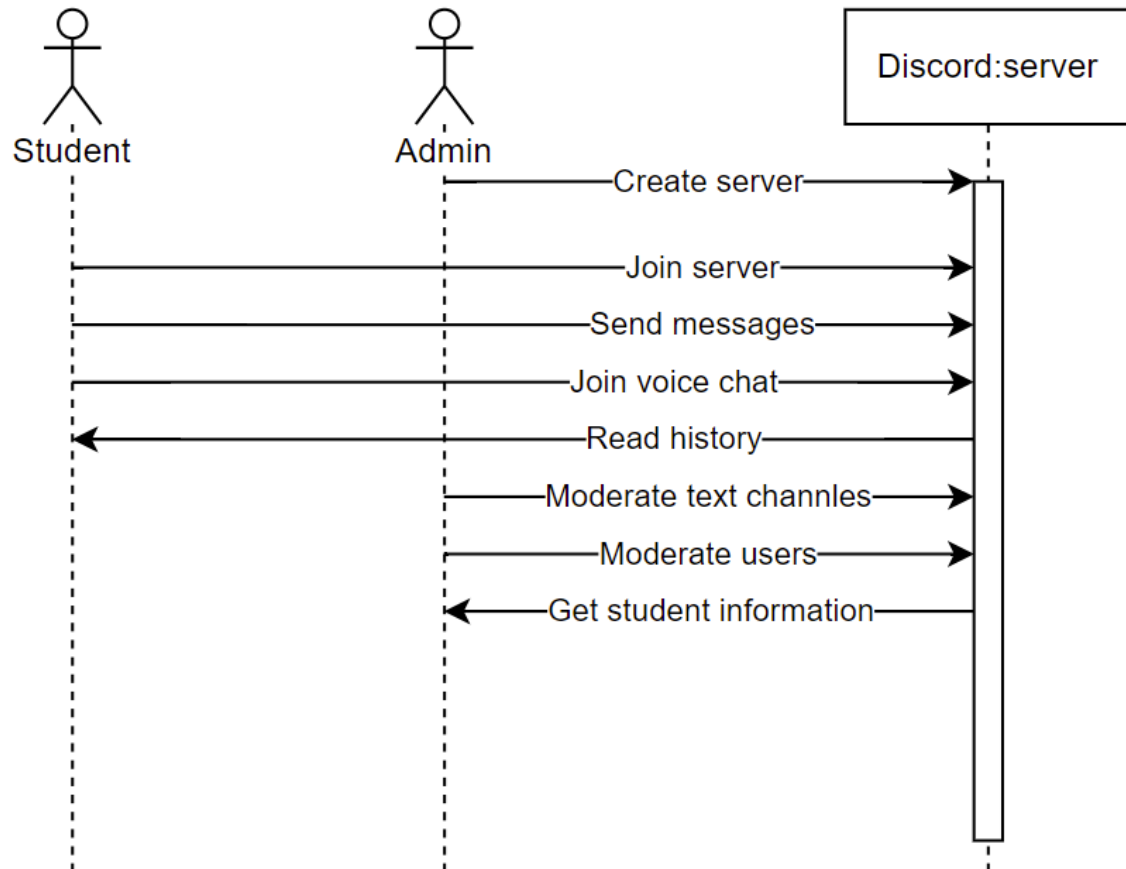 Student
Admin
Discord:server
Create server
Join server
Send messages
Join voice chat
Read history
Moderate text channles
Moderate users
Get student information